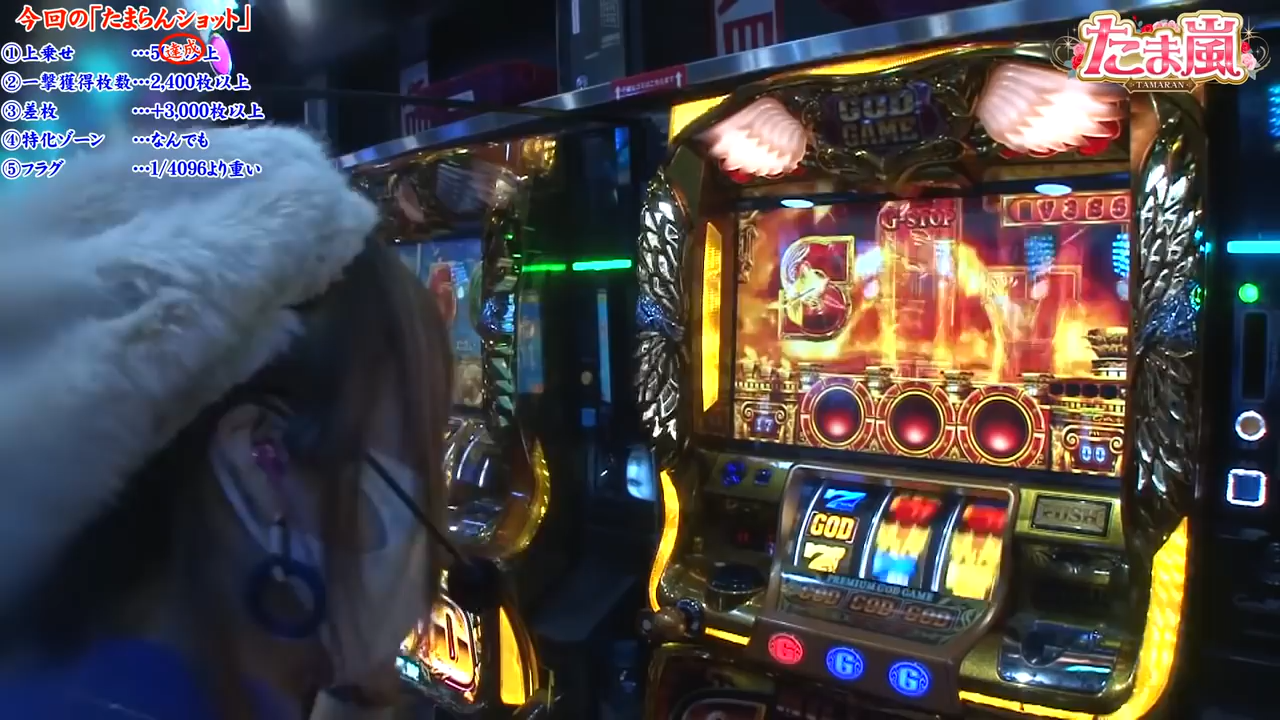 今回の「たまらんショット」
①上乗せ …5 達成 上
②一撃獲得枚数…2,400枚以上
③差枚 …+3,000枚以上
④特化ゾーン …なんでも
⑤フラグ …1/4096より重い
たま嵐
TAMARAN
GOD
GAME
G-STOP
17
00
PUSH
7
GOD
7
PREMIUM GOD GAME
GOD GOD GOD
G G G